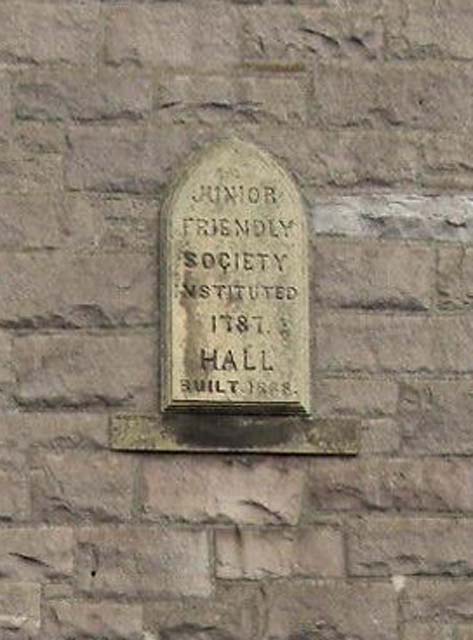 JUNIOR
FRIENDLY
SOCIETY
INSTITUTED
1787.
HALL
BUILT. 1868.